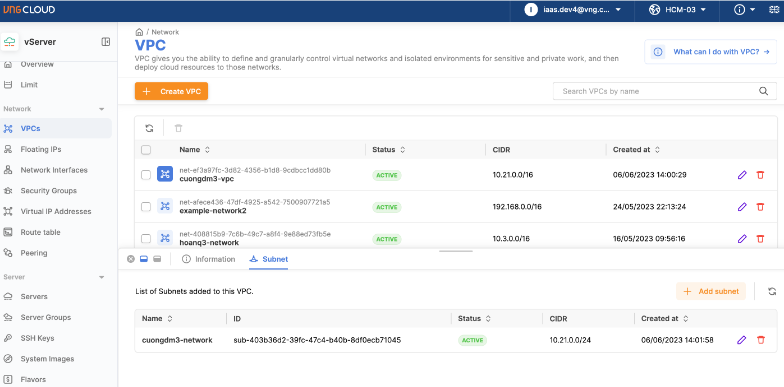 VNGCLOUD
iaas.dev4@vng.c...
HCM-03
vServer
Overview
Limit
Network
VPCs
Floating IPs
Network Interfaces
Security Groups
Virtual IP Addresses
Route table
Peering
Server
Servers
Server Groups
SSH Keys
System Images
Flavors
/ Network
VPC
VPC gives you the ability to define and granularly control virtual networks and isolated environments for sensitive and private work, and then
deploy cloud resources to those networks.
What can I do with VPC?
Create VPC
Search VPCs by name
Name Status CIDR Created at
net-ef3a97fc-3d82-4356-b1d8-9cdbcc1dd80b
cuongdm3-vpc ACTIVE 10.21.0.0/16 06/06/2023 14:00:29
net-afece436-47df-4925-a542-7500907721a5
example-network2 ACTIVE 192.168.0.0/16 24/05/2023 22:13:24
net-408815b9-7c6b-49c7-a8f4-9e88ed73fb5e
hoang3-network ACTIVE 10.3.0.0/16 16/05/2023 09:56:16
Information Subnet
List of Subnets added to this VPC.
Add subnet
Name ID Status CIDR Created at
cuongdm3-network sub-403b36d2-39fc-47c4-b40b-8df0ecb71045 ACTIVE 10.21.0.0/24 06/06/2023 14:01:58